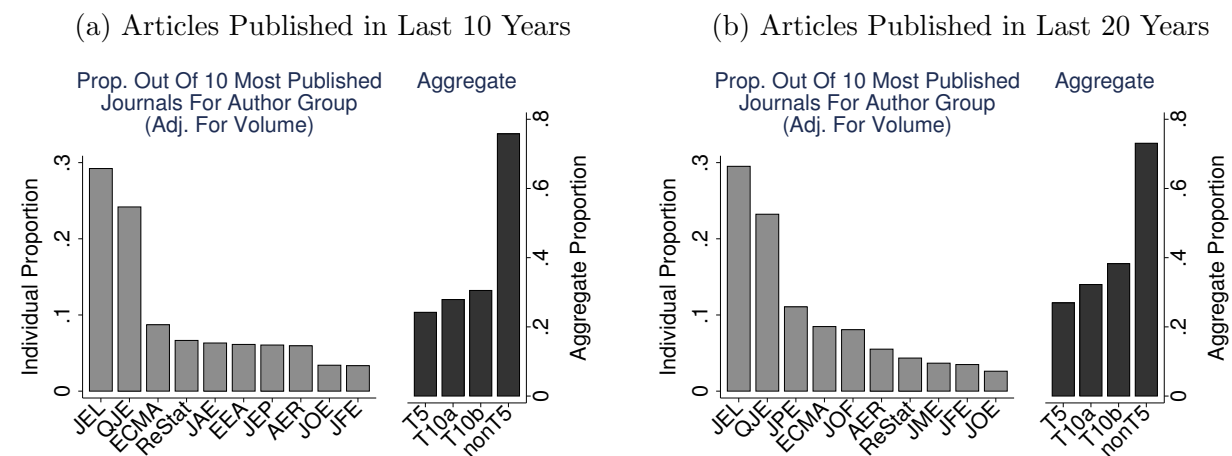 (a) Articles Published in Last 10 Years
Prop. Out Of 10 Most Published
Journals For Author Group
(Adj. For Volume)
Aggregate
Individual Proportion
0 .1 .2 .3
JEL QJE ECMA ReStat JAE EEA JEP AER JOE JFE
Aggregate Proportion
0 .2 .4 .6 .8
T5 T10a T10b nonT5
(b) Articles Published in Last 20 Years
Prop. Out Of 10 Most Published
Journals For Author Group
(Adj. For Volume)
Aggregate
Individual Proportion
0 .1 .2 .3
JEL QJE JPE ECMA JOF AER ReStat JME JFE JOE
Aggregate Proportion
0 .2 .4 .6 .8
T5 T10a T10b nonT5